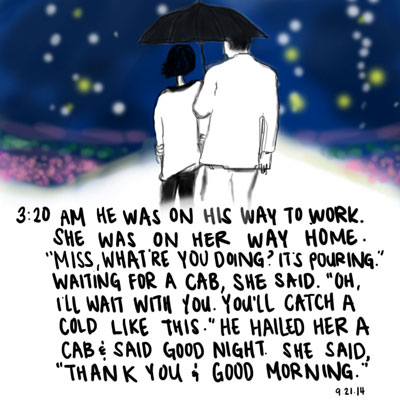 3:20 AM HE WAS ON HIS WAY TO WORK.
SHE WAS ON HER WAY HOME.
"MISS, WHAT'RE YOU DOING? IT'S POURING."
WAITING FOR A CAB, SHE SAID. "OH,
I'LL WAIT WITH YOU. YOU'LL CATCH A
COLD LIKE THIS." HE HAILED HER A
CAB & SAID GOOD NIGHT. SHE SAID,
"THANK YOU & GOOD MORNING."
9.21.14